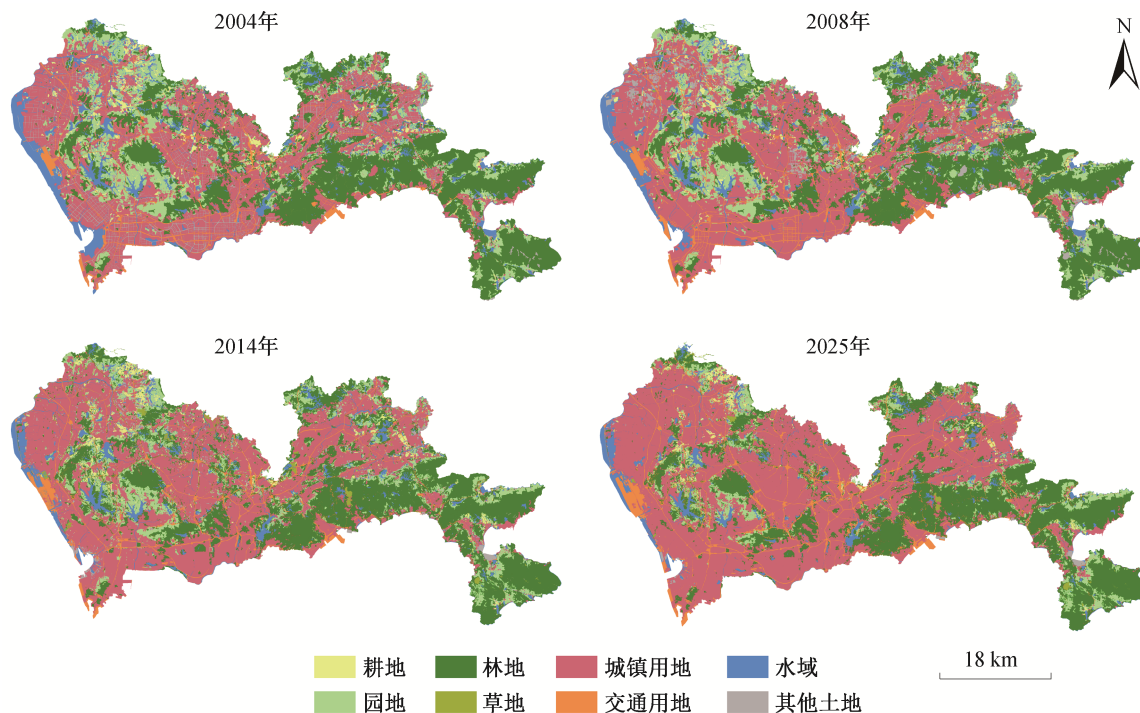 2004年
2008年
N
2014年
2025年
耕地 林地 城镇用地 水域
18 km
园地 草地 交通用地 其他土地